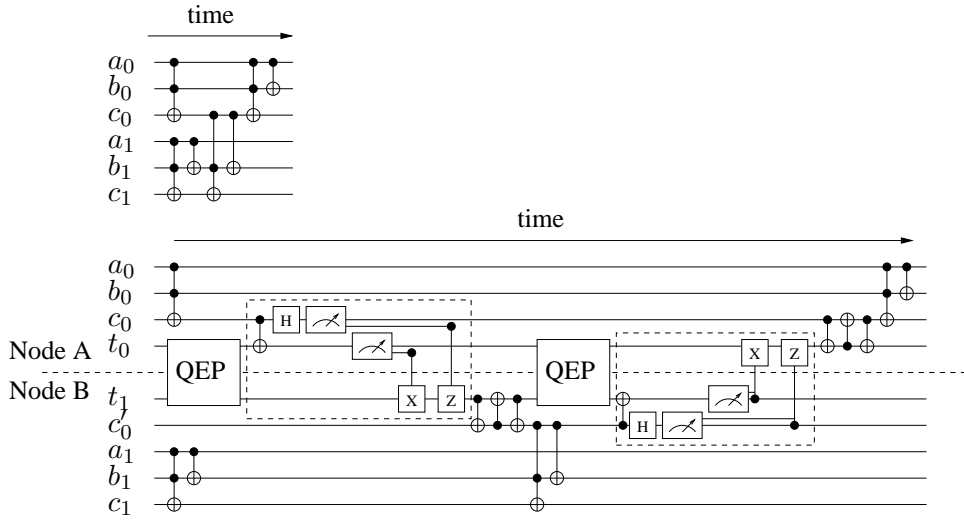 time
a₀
b₀
c₀
a₁
b₁
c₁
time
a₀
b₀
c₀
H
Node A
t₀
X
Z
QEP
QEP
Node B
t₁
X
Z
c₀′
H
a₁
b₁
c₁